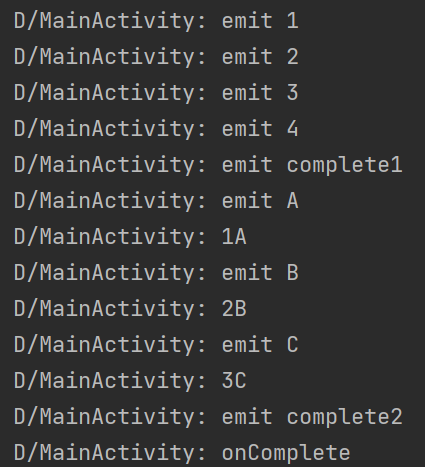 D/MainActivity: emit 1
D/MainActivity: emit 2
D/MainActivity: emit 3
D/MainActivity: emit 4
D/MainActivity: emit complete1
D/MainActivity: emit A
D/MainActivity: 1A
D/MainActivity: emit B
D/MainActivity: 2B
D/MainActivity: emit C
D/MainActivity: 3C
D/MainActivity: emit complete2
D/MainActivity: onComplete